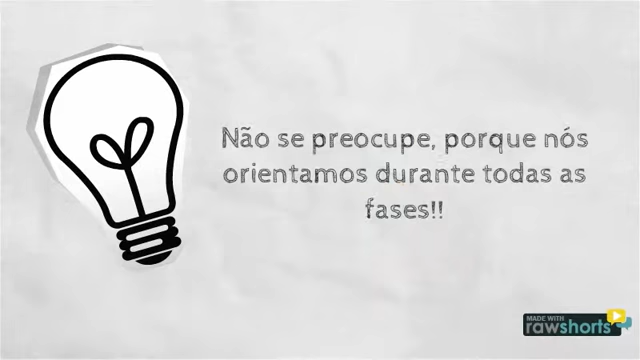 Não se preocupe, porque nós
orientamos durante todas as
fases!!
MADE WITH
rawshorts